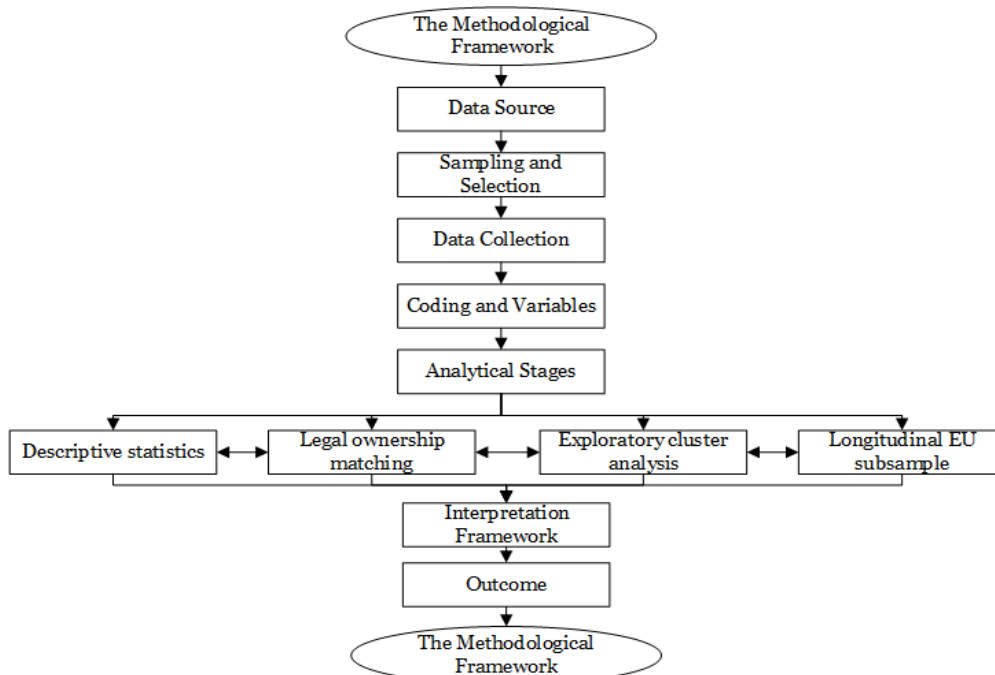 The Methodological
Framework
Data Source
Sampling and
Selection
Data Collection
Coding and Variables
Analytical Stages
Descriptive statistics
Legal ownership
matching
Exploratory cluster
analysis
Longitudinal EU
subsample
Interpretation
Framework
Outcome
The Methodological
Framework